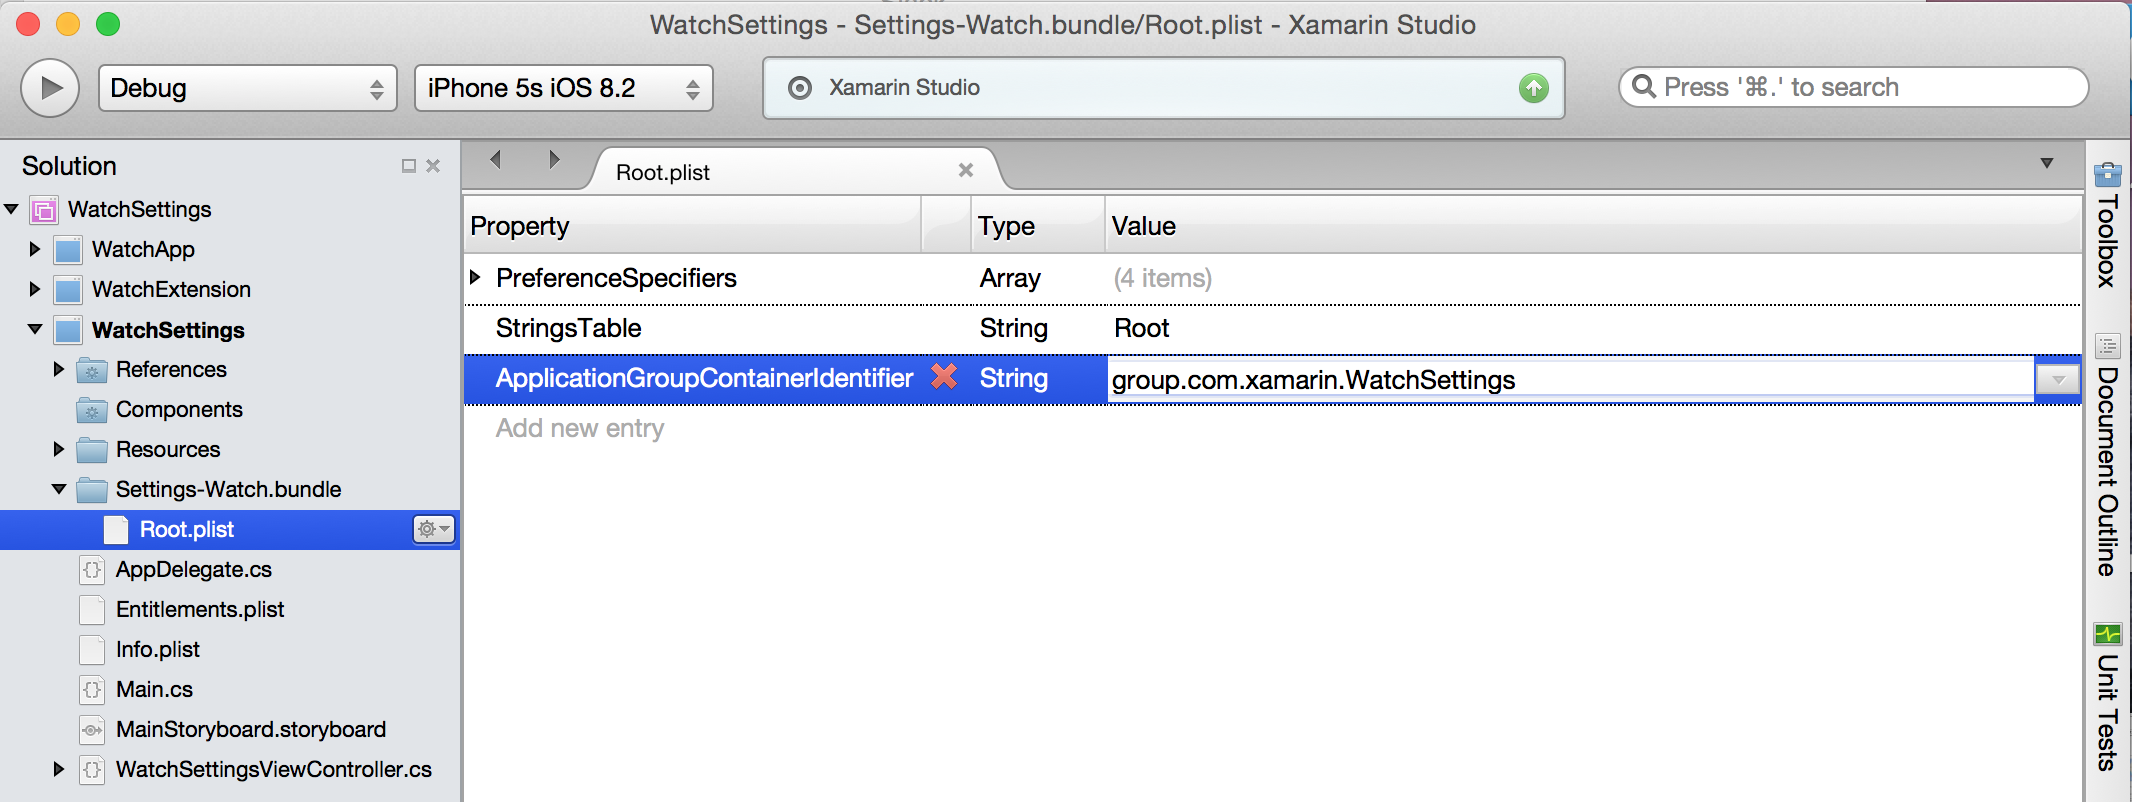 WatchSettings - Settings-Watch.bundle/Root.plist - Xamarin Studio
Debug
iPhone 5s iOS 8.2
Xamarin Studio
Press '⌘.' to search
Solution
WatchSettings
WatchApp
WatchExtension
WatchSettings
References
Components
Resources
Settings-Watch.bundle
Root.plist
AppDelegate.cs
Entitlements.plist
Info.plist
Main.cs
MainStoryboard.storyboard
WatchSettingsViewController.cs
Root.plist
Property Type Value
PreferenceSpecifiers Array (4 items)
StringsTable String Root
ApplicationGroupContainerIdentifier String group.com.xamarin.WatchSettings
Add new entry
Toolbox
Document Outline
Unit Tests